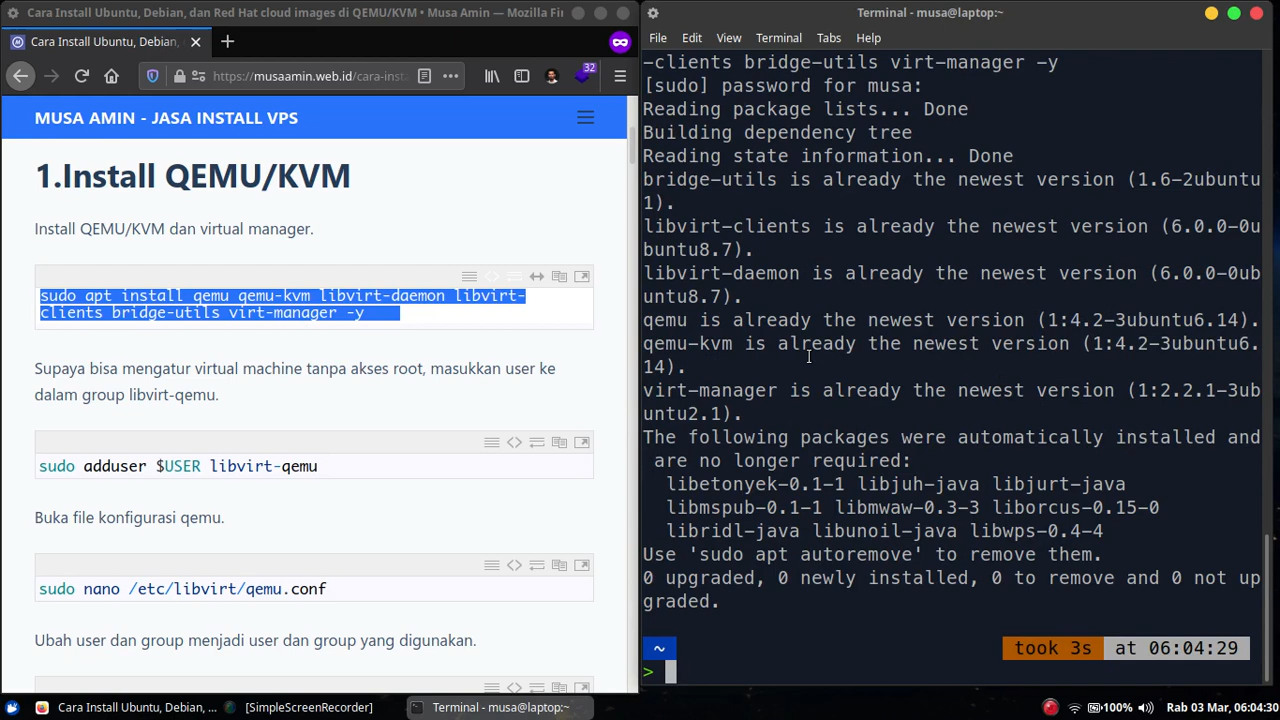 Cara Install Ubuntu, Debian, and Red Hat cloud images di QEMU/KVM • Musa Amin — Mozilla Fir
Cara Install Ubuntu, Debian,
https://musaamin.web.id/cara-inst
32
MUSA AMIN - JASA INSTALL VPS
1.Install QEMU/KVM
Install QEMU/KVM dan virtual manager.
sudo apt install qemu qemu-kvm libvirt-daemon libvirt-
clients bridge-utils virt-manager -y
Supaya bisa mengatur virtual machine tanpa akses root, masukkan user ke
dalam group libvirt-qemu.
sudo adduser $USER libvirt-qemu
Buka file konfigurasi qemu.
sudo nano /etc/libvirt/qemu.conf
Ubah user dan group menjadi user dan group yang digunakan.
Terminal - musa@laptop:~
File Edit View Terminal Tabs Help
-clients bridge-utils virt-manager -y
[sudo] password for musa:
Reading package lists... Done
Building dependency tree
Reading state information... Done
bridge-utils is already the newest version (1.6-2ubuntu
1).
libvirt-clients is already the newest version (6.0.0-0u
buntu8.7).
libvirt-daemon is already the newest version (6.0.0-0ub
untu8.7).
qemu is already the newest version (1:4.2-3ubuntu6.14).
qemu-kvm is already the newest version (1:4.2-3ubuntu6.
14).
virt-manager is already the newest version (1:2.2.1-3ub
untu2.1).
The following packages were automatically installed and
are no longer required:
libetonyek-0.1-1 libjuh-java libjurt-java
libmspub-0.1-1 libmwaw-0.3-3 liborcus-0.15-0
libridl-java libunoil-java libwps-0.4-4
Use 'sudo apt autoremove' to remove them.
0 upgraded, 0 newly installed, 0 to remove and 0 not up
graded.
~ took 3s at 06:04:29
>
Cara Install Ubuntu, Debian, ... [SimpleScreenRecorder] Terminal - musa@laptop:~ 100% Rab 03 Mar, 06:04:30